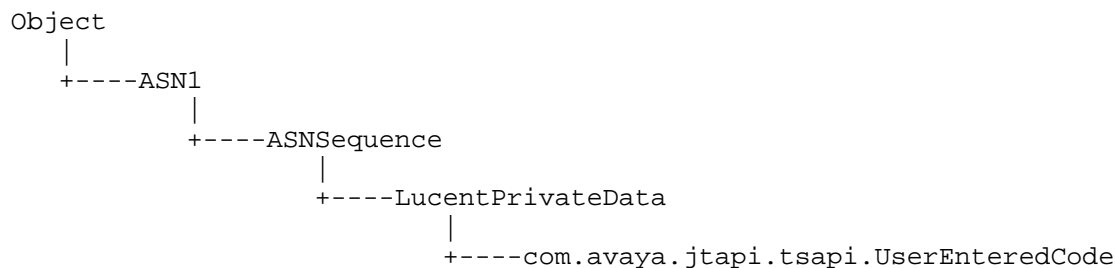 Object
   |
   +----ASN1
           |
           +----ASNSequence
                   |
                   +----LucentPrivateData
                           |
                           +----com.avaya.jtapi.tsapi.UserEnteredCode